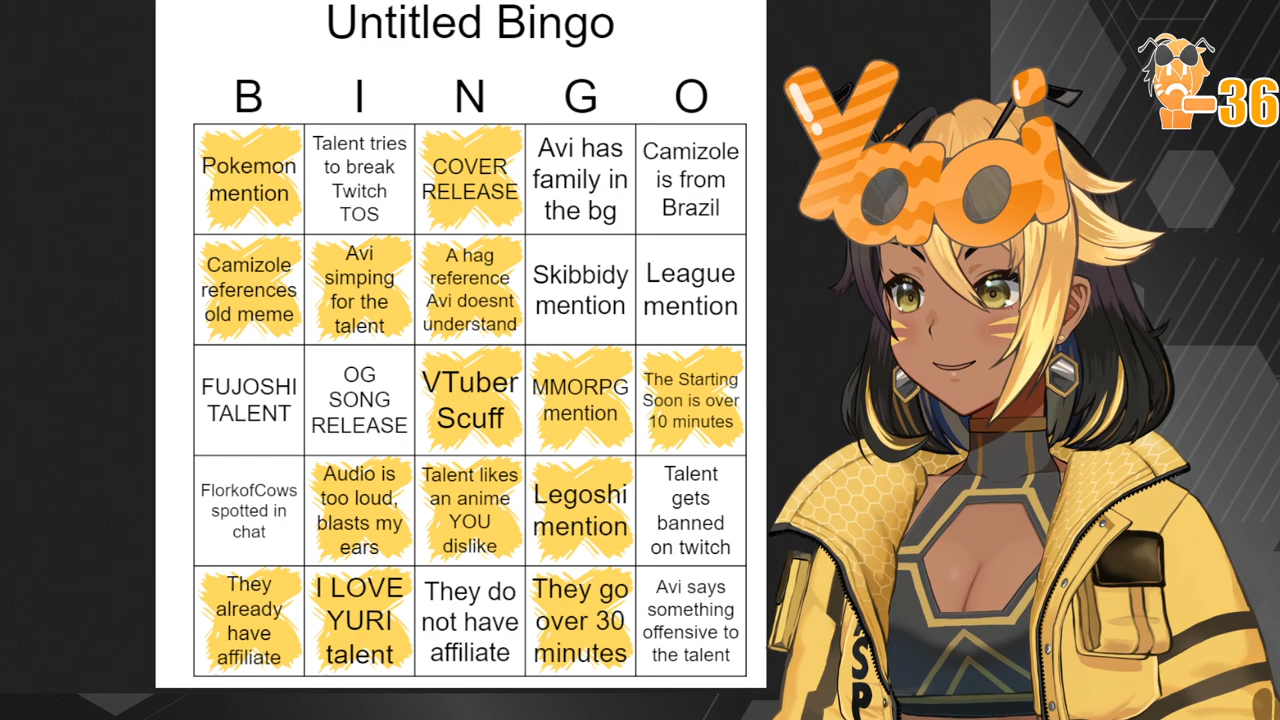 Untitled Bingo
B I N G O
Pokemon
mention
Talent tries
to break
Twitch
TOS
COVER
RELEASE
Avi has
family in
the bg
Camizole
is from
Brazil
Camizole
references
old meme
Avi
simping
for the
talent
A hag
reference
Avi doesnt
understand
Skibbidy
mention
League
mention
FUJOSHI
TALENT
OG
SONG
RELEASE
VTuber
Scuff
MMORPG
mention
The Starting
Soon is over
10 minutes
FlorkofCows
spotted in
chat
Audio is
too loud,
blasts my
ears
Talent likes
an anime
YOU
dislike
Legoshi
mention
Talent
gets
banned
on twitch
They
already
have
affiliate
I LOVE
YURI
talent
They do
not have
affiliate
They go
over 30
minutes
Avi says
something
offensive to
the talent
Yooi
-36